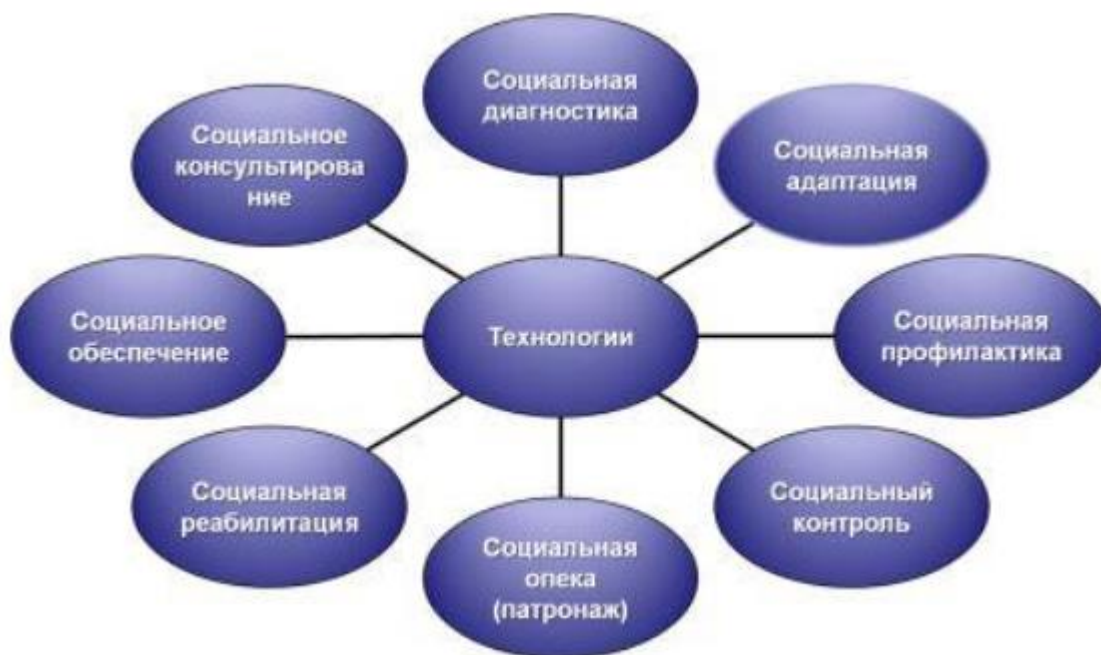 Социальная
диагностика
Социальное
консультирова
ние
Социальная
адаптация
Социальное
обеспечение
Технологии
Социальная
профилактика
Социальная
реабилитация
Социальный
контроль
Социальная
опека
(патронаж)